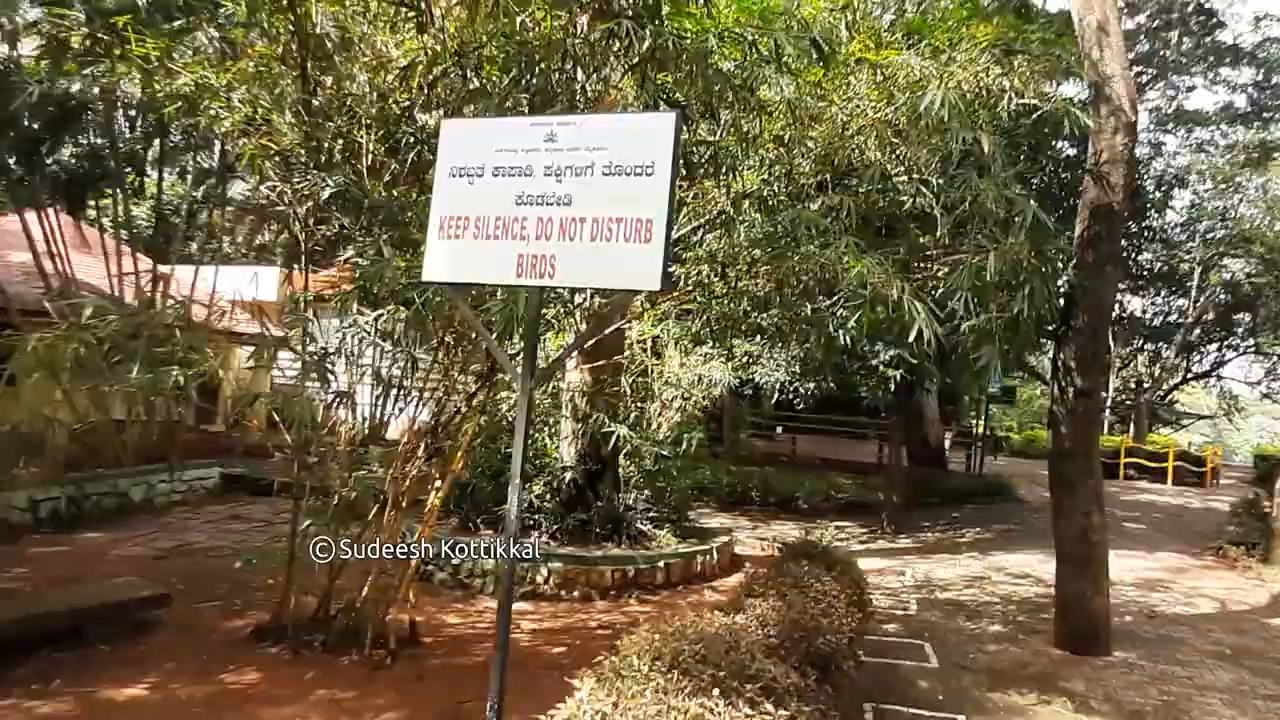 ನಿಶಬ್ದತೆ ಕಾಪಾಡಿ, ಪಕ್ಷಿಗಳಿಗೆ ತೊಂದರೆ
ಕೊಡಬೇಡಿ
KEEP SILENCE, DO NOT DISTURB
BIRDS
©Sudeesh Kottikkal